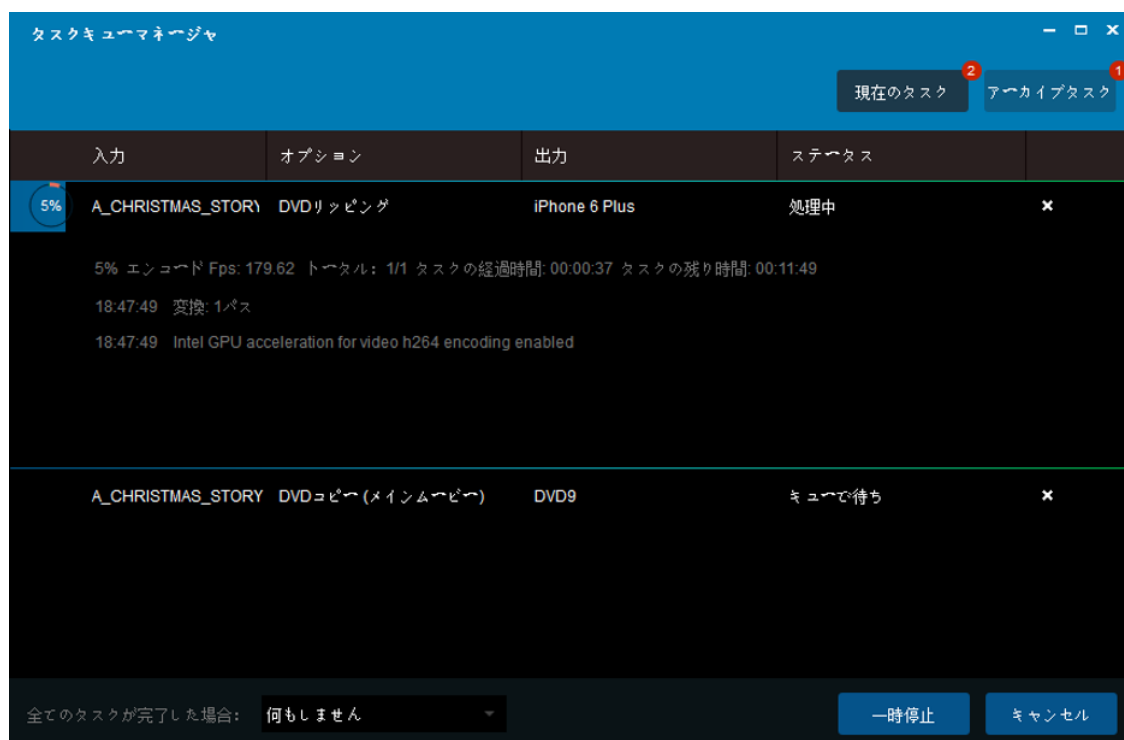 タスクキューマネージャ
現在のタスク 2 アーカイブタスク 1
入力 オプション 出力 ステータス
5% A_CHRISTMAS_STORY DVDリッピング iPhone 6 Plus 処理中
5% エンコード Fps: 179.62 トータル: 1/1 タスクの経過時間: 00:00:37 タスクの残り時間: 00:11:49
18:47:49 変換: 1パス
18:47:49 Intel GPU acceleration for video h264 encoding enabled
A_CHRISTMAS_STORY DVDコピー(メインムービー) DVD9 キューで待ち
全てのタスクが完了した場合: 何もしません 一時停止 キャンセル